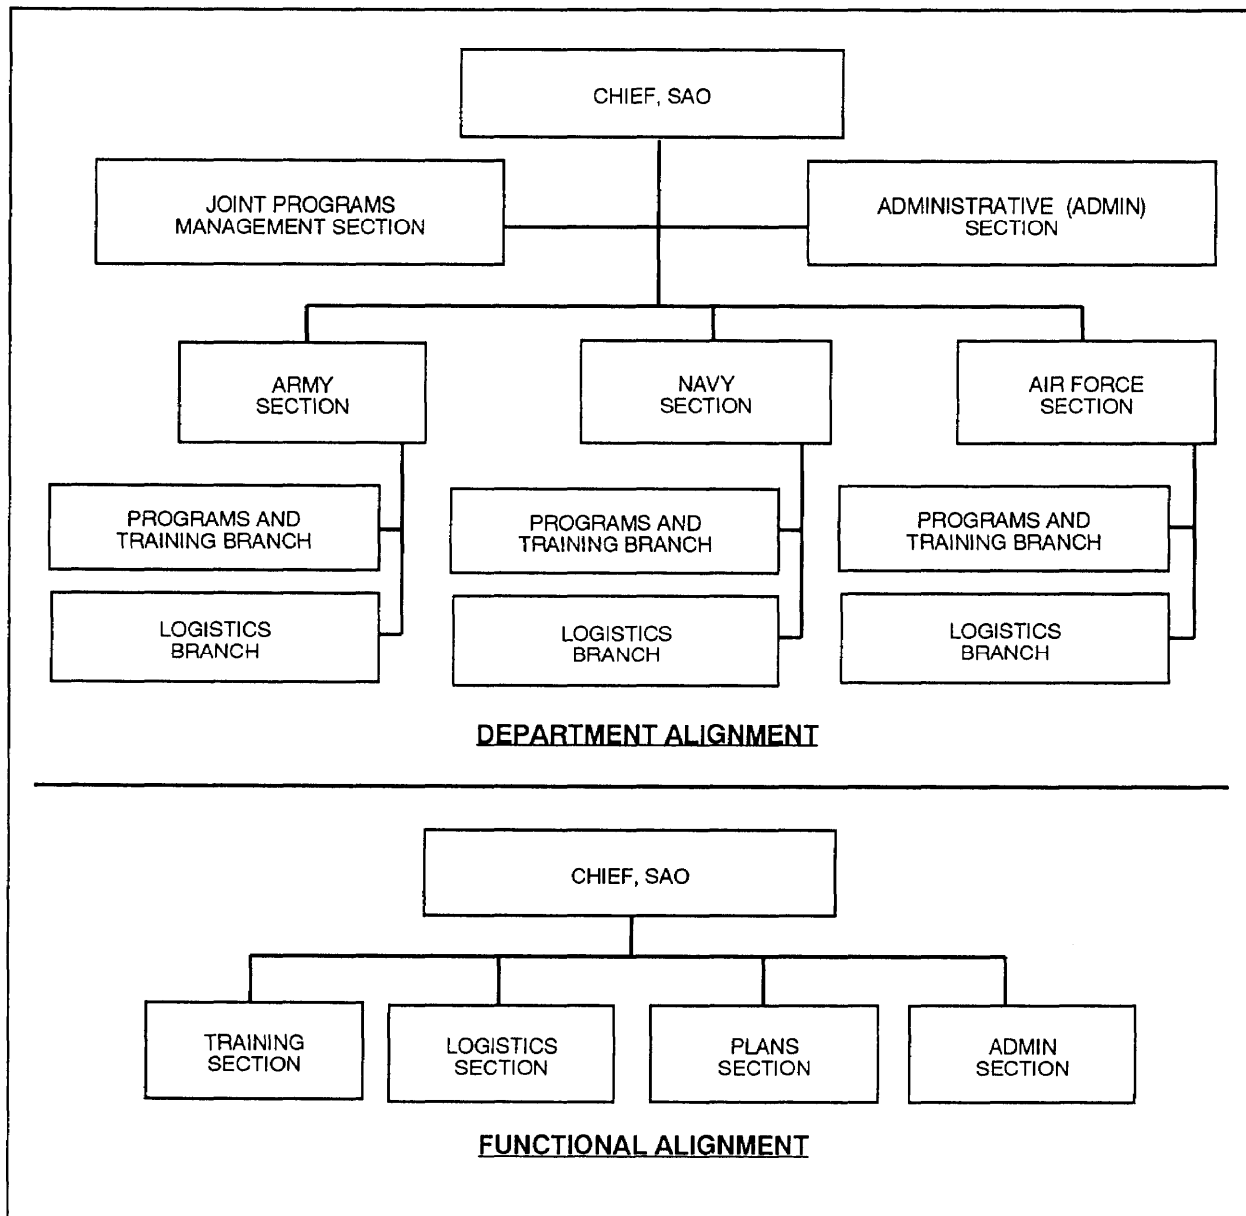 CHIEF, SAO
JOINT PROGRAMS
MANAGEMENT SECTION
ADMINISTRATIVE (ADMIN)
SECTION
ARMY
SECTION
NAVY
SECTION
AIR FORCE
SECTION
PROGRAMS AND
TRAINING BRANCH
PROGRAMS AND
TRAINING BRANCH
PROGRAMS AND
TRAINING BRANCH
LOGISTICS
BRANCH
LOGISTICS
BRANCH
LOGISTICS
BRANCH
DEPARTMENT ALIGNMENT
CHIEF, SAO
TRAINING
SECTION
LOGISTICS
SECTION
PLANS
SECTION
ADMIN
SECTION
FUNCTIONAL ALIGNMENT